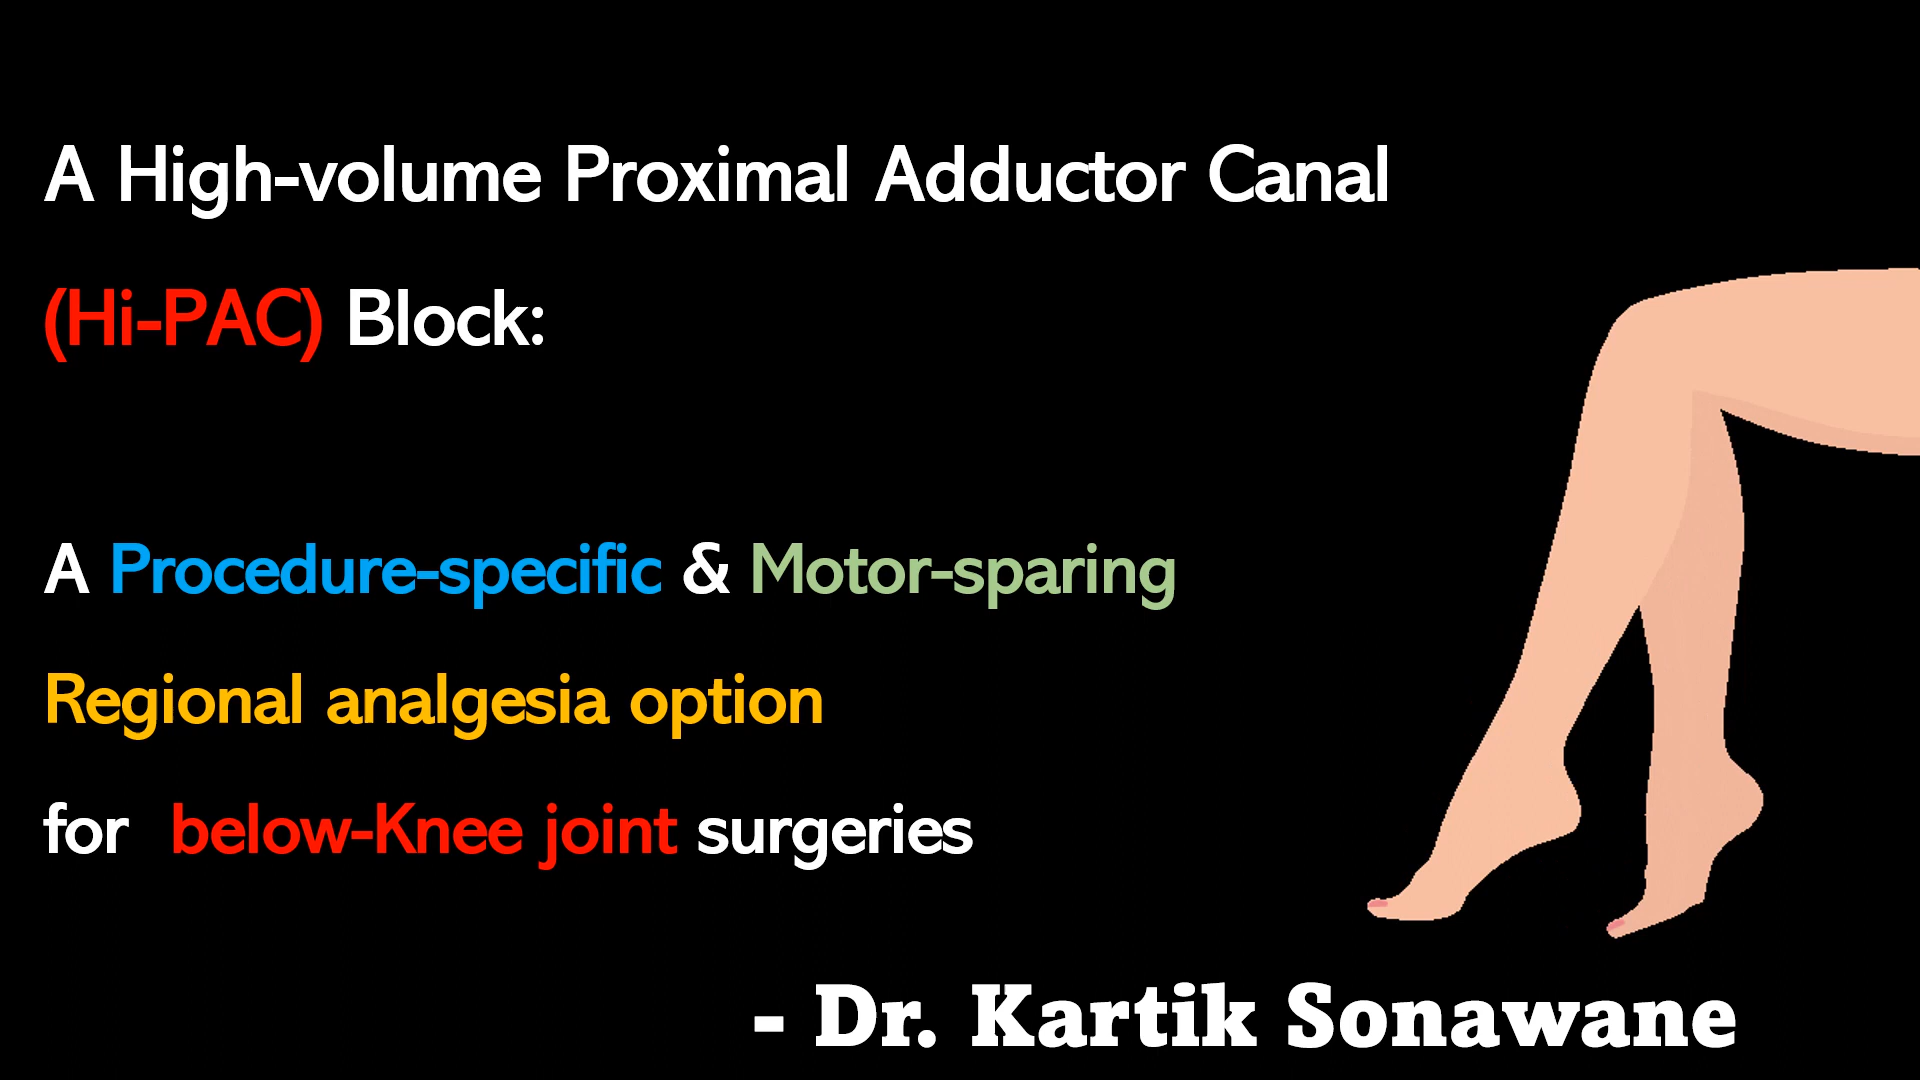 A High-volume Proximal Adductor Canal
(Hi-PAC) Block:
A Procedure-specific & Motor-sparing
Regional analgesia option
for below-Knee joint surgeries
- Dr. Kartik Sonawane